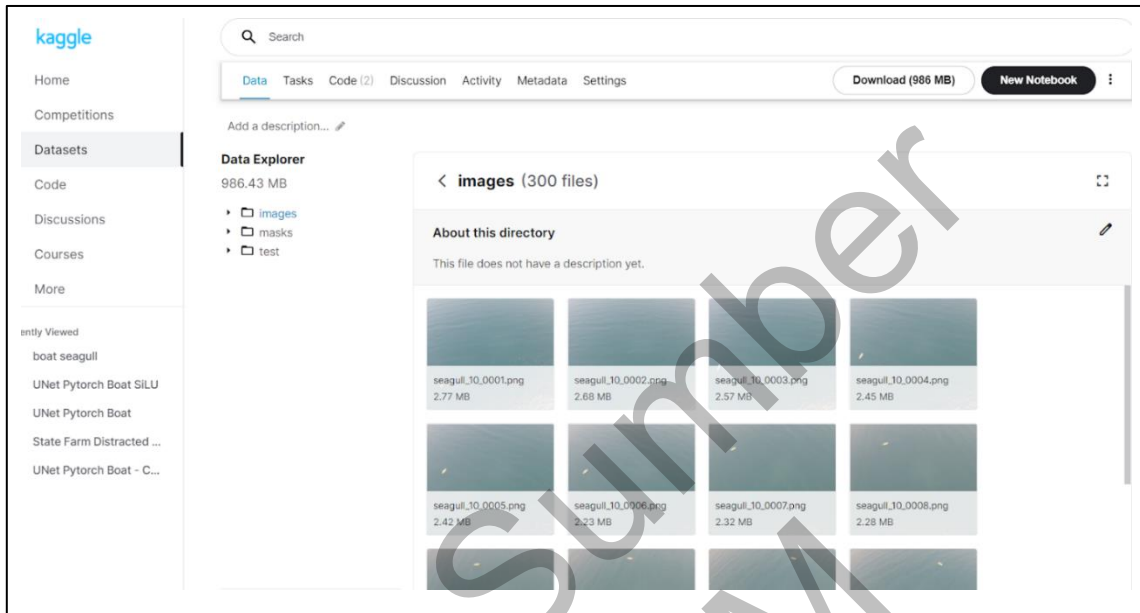 kaggle
Search
Home
Competitions
Datasets
Code
Discussions
Courses
More
ently Viewed
boat seagull
UNet Pytorch Boat SiLU
UNet Pytorch Boat
State Farm Distracted ...
UNet Pytorch Boat - C...
Data Tasks Code (2) Discussion Activity Metadata Settings
Download (986 MB) New Notebook
Add a description...
Data Explorer
986.43 MB
images
masks
test
images (300 files)
About this directory
This file does not have a description yet.
seagull_10_0001.png seagull_10_0002.png seagull_10_0003.png seagull_10_0004.png
2.77 MB 2.68 MB 2.57 MB 2.45 MB
seagull_10_0005.png seagull_10_0006.png seagull_10_0007.png seagull_10_0008.png
2.42 MB 2.23 MB 2.32 MB 2.28 MB
Sumber
M